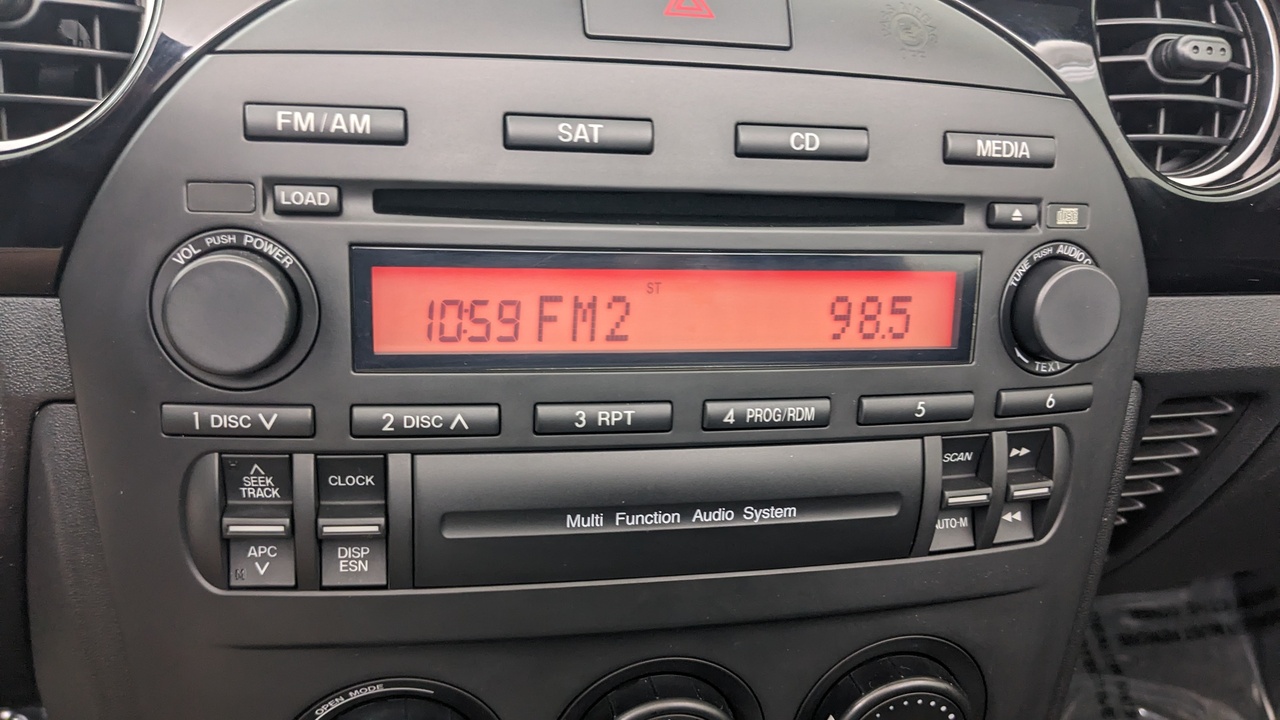 FM/AM
SAT
CD
MEDIA
LOAD
VOL PUSH POWER
ST
10:59 FM2 98.5
TUNE PUSH AUDIO
TEXT
1 DISC
2 DISC
3 RPT
4 PROG/RDM
5
6
SEEK
TRACK
APC
CLOCK
DISP
ESN
Multi Function Audio System
SCAN
AUTO-M
OPEN MODE